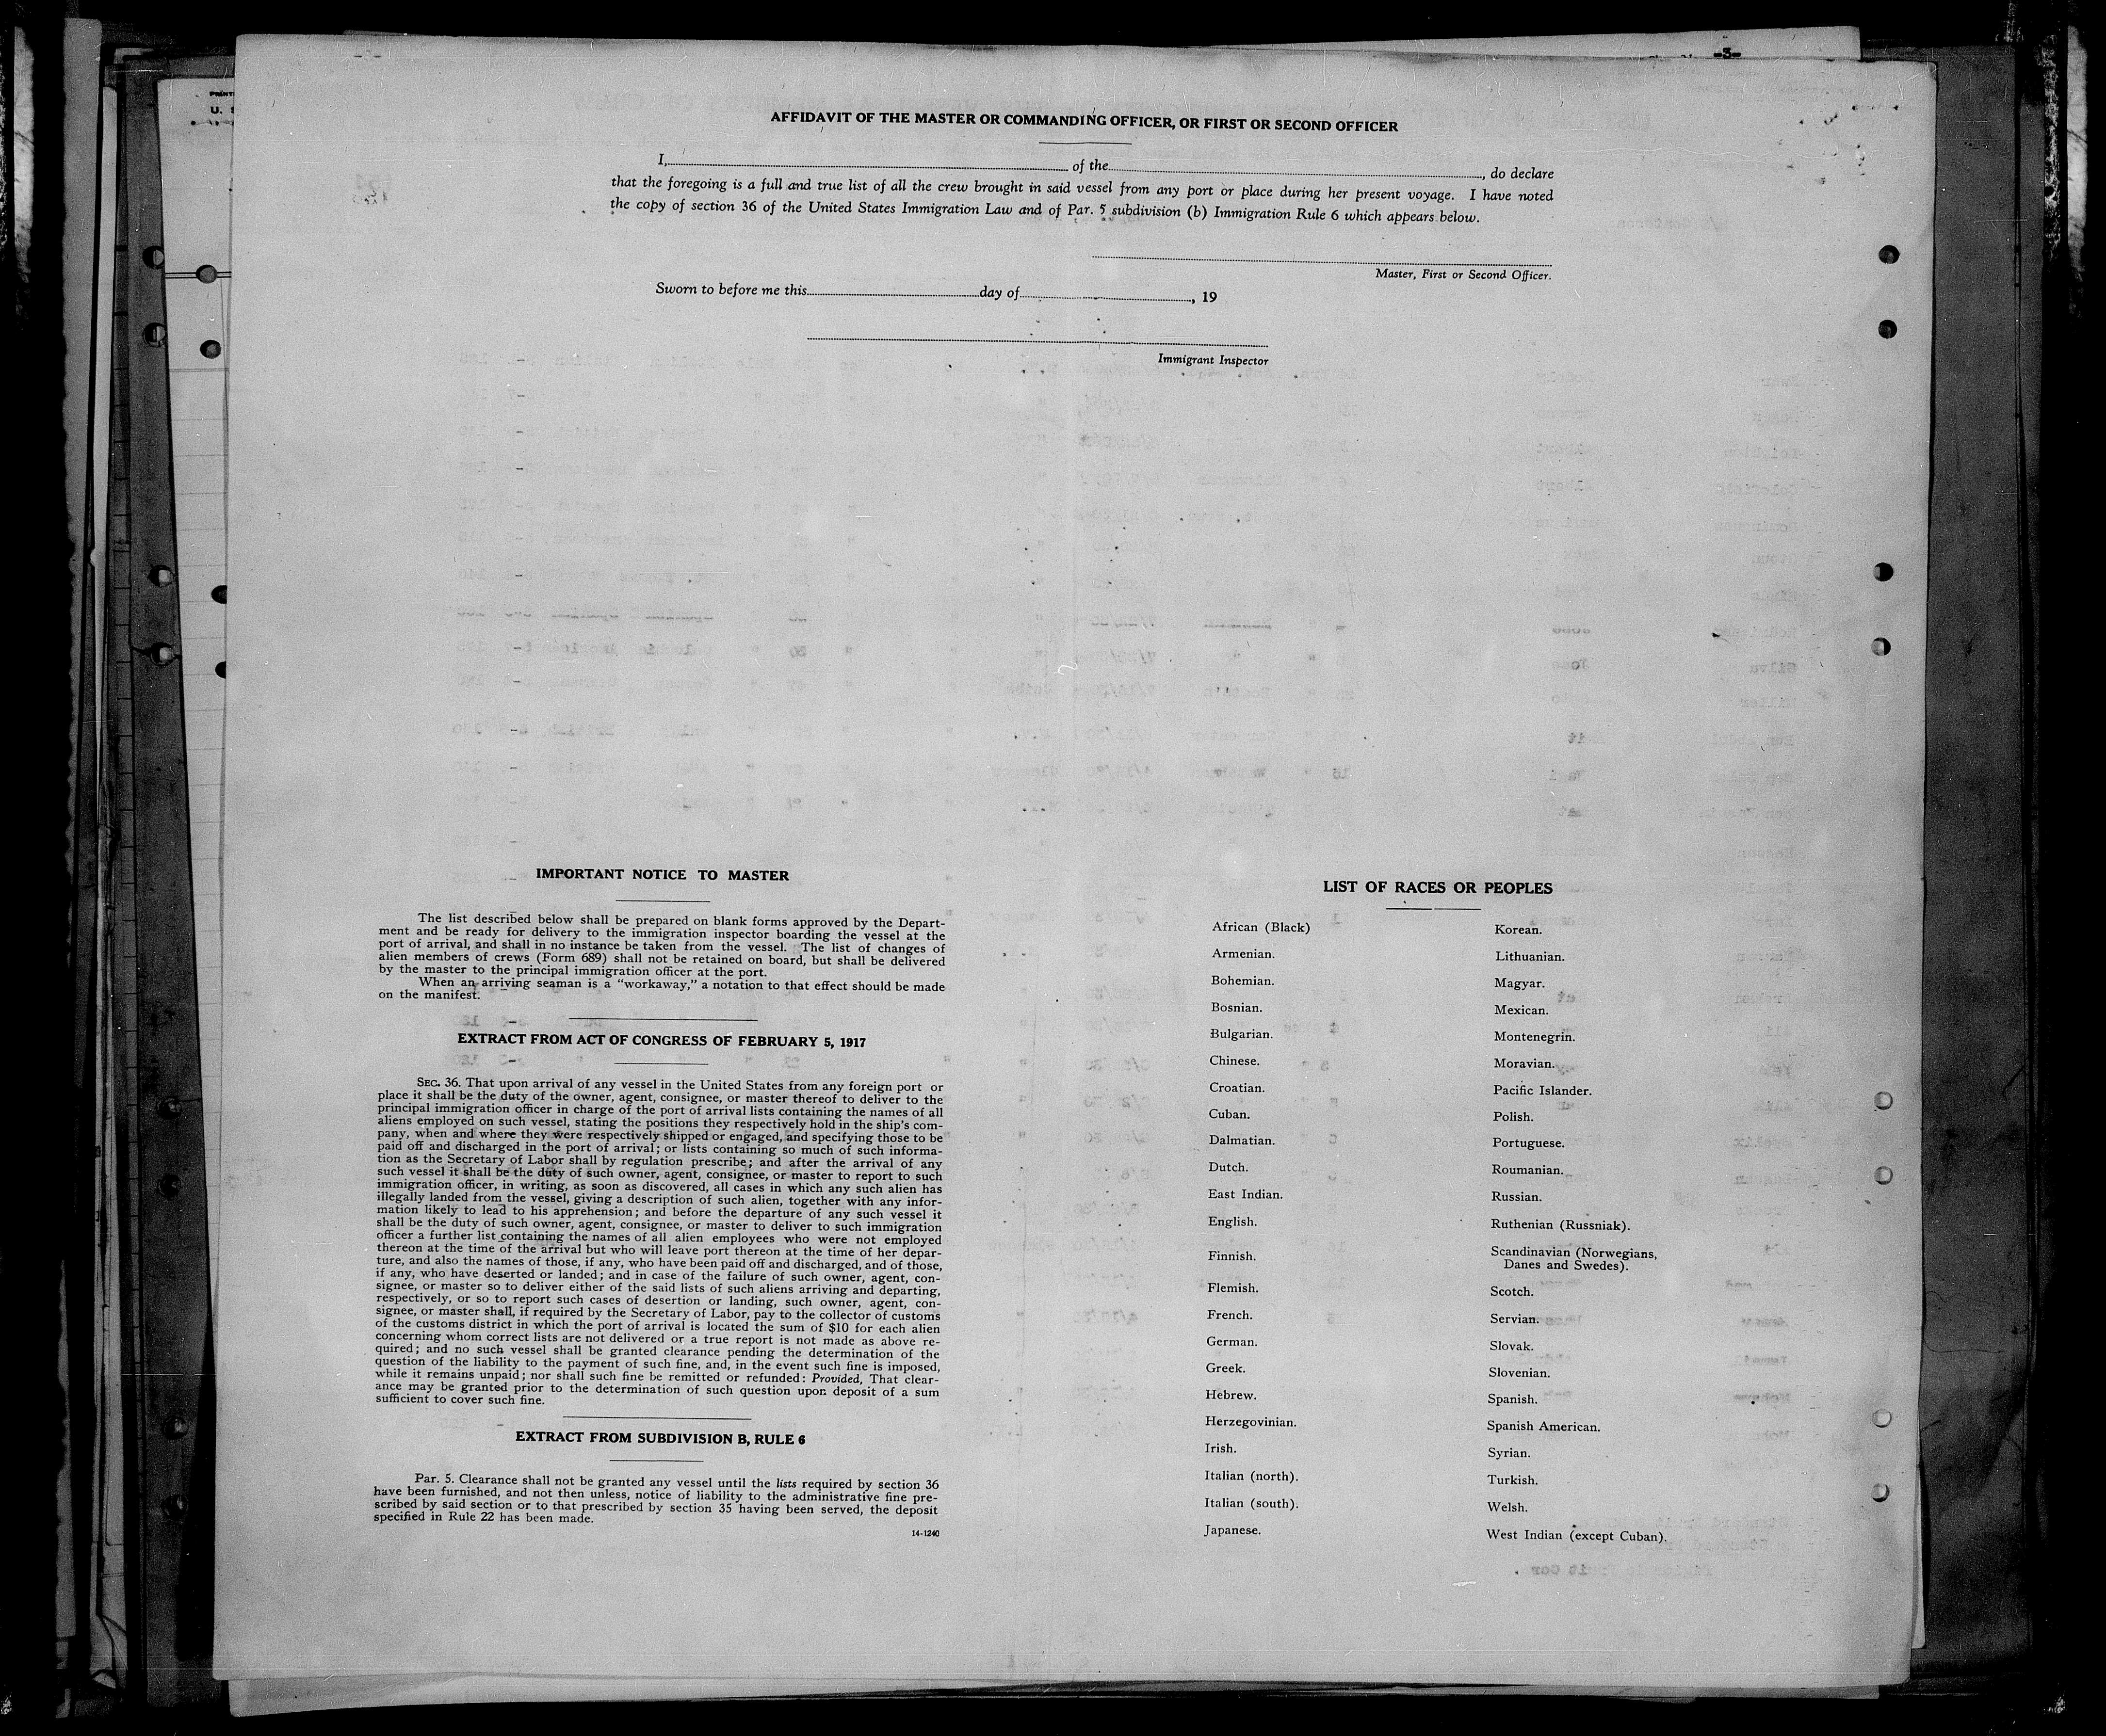 -3-
PRINT
U. S
AFFIDAVIT OF THE MASTER OR COMMANDING OFFICER, OR FIRST OR SECOND OFFICER
I, of the , do declare
that the foregoing is a full and true list of all the crew brought in said vessel from any port or place during her present voyage. I have noted
the copy of section 36 of the United States Immigration Law and of Par. 5 subdivision (b) Immigration Rule 6 which appears below.
Master, First or Second Officer.
Sworn to before me this day of , 19
Immigrant Inspector
IMPORTANT NOTICE TO MASTER
The list described below shall be prepared on blank forms approved by the Depart-
ment and be ready for delivery to the immigration inspector boarding the vessel at the
port of arrival, and shall in no instance be taken from the vessel. The list of changes of
alien members of crews (Form 689) shall not be retained on board, but shall be delivered
by the master to the principal immigration officer at the port.
When an arriving seaman is a "workaway," a notation to that effect should be made
on the manifest.
EXTRACT FROM ACT OF CONGRESS OF FEBRUARY 5, 1917
SEC. 36. That upon arrival of any vessel in the United States from any foreign port or
place it shall be the duty of the owner, agent, consignee, or master thereof to deliver to the
principal immigration officer in charge of the port of arrival lists containing the names of all
aliens employed on such vessel, stating the positions they respectively hold in the ship's com-
pany, when and where they were respectively shipped or engaged, and specifying those to be
paid off and discharged in the port of arrival; or lists containing so much of such informa-
tion as the Secretary of Labor shall by regulation prescribe; and after the arrival of any
such vessel it shall be the duty of such owner, agent, consignee, or master to report to such
immigration officer, in writing, as soon as discovered, all cases in which any such alien has
illegally landed from the vessel, giving a description of such alien, together with any infor-
mation likely to lead to his apprehension; and before the departure of any such vessel it
shall be the duty of such owner, agent, consignee, or master to deliver to such immigration
officer a further list containing the names of all alien employees who were not employed
thereon at the time of the arrival but who will leave port thereon at the time of her depar-
ture, and also the names of those, if any, who have been paid off and discharged, and of those,
if any, who have deserted or landed; and in case of the failure of such owner, agent, con-
signee, or master so to deliver either of the said lists of such aliens arriving and departing,
respectively, or so to report such cases of desertion or landing, such owner, agent, con-
signee, or master shall, if required by the Secretary of Labor, pay to the collector of customs
of the customs district in which the port of arrival is located the sum of $10 for each alien
concerning whom correct lists are not delivered or a true report is not made as above re-
quired; and no such vessel shall be granted clearance pending the determination of the
question of the liability to the payment of such fine, and, in the event such fine is imposed,
while it remains unpaid; nor shall such fine be remitted or refunded: Provided, That clear-
ance may be granted prior to the determination of such question upon deposit of a sum
sufficient to cover such fine.
EXTRACT FROM SUBDIVISION B, RULE 6
Par. 5. Clearance shall not be granted any vessel until the lists required by section 36
have been furnished, and not then unless, notice of liability to the administrative fine pre-
scribed by said section or to that prescribed by section 35 having been served, the deposit
specified in Rule 22 has been made.
14-1240
LIST OF RACES OR PEOPLES
African (Black)
Armenian.
Bohemian.
Bosnian.
Bulgarian.
Chinese.
Croatian.
Cuban.
Dalmatian.
Dutch.
East Indian.
English.
Finnish.
Flemish.
French.
German.
Greek.
Hebrew.
Herzegovinian.
Irish.
Italian (north).
Italian (south).
Japanese.
Korean.
Lithuanian.
Magyar.
Mexican.
Montenegrin.
Moravian.
Pacific Islander.
Polish.
Portuguese.
Roumanian.
Russian.
Ruthenian (Russniak).
Scandinavian (Norwegians,
Danes and Swedes).
Scotch.
Servian.
Slovak.
Slovenian.
Spanish.
Spanish American.
Syrian.
Turkish.
Welsh.
West Indian (except Cuban).